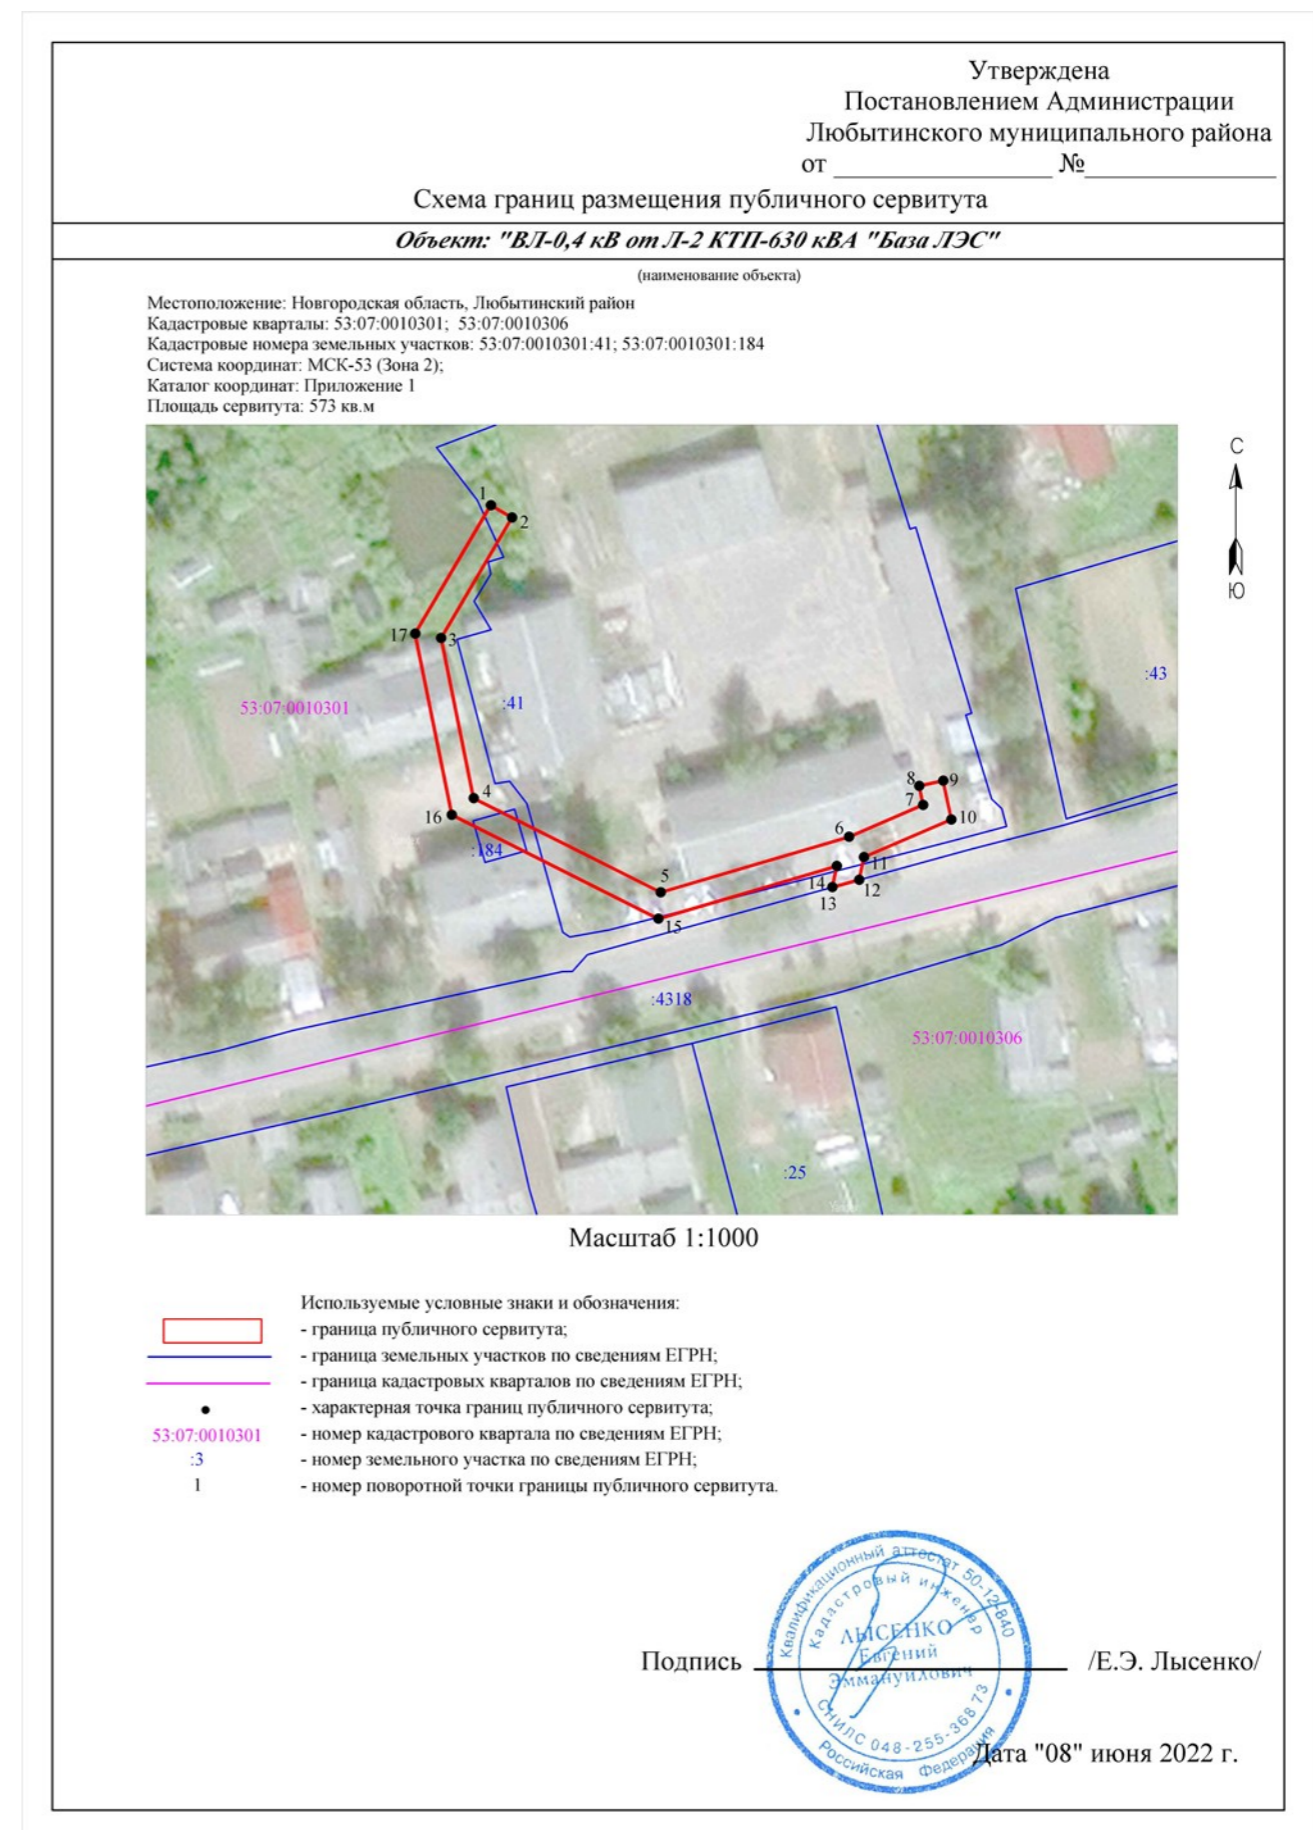 Утверждена
Постановлением Администрации
Любытинского муниципального района
от ____________________ №__________________
Схема границ размещения публичного сервитута
Объект: "ВЛ-0,4 кВ от Л-2 КТП-630 кВА "База ЛЭС"
(наименование объекта)
Местоположение: Новгородская область, Любытинский район
Кадастровые кварталы: 53:07:0010301; 53:07:0010306
Кадастровые номера земельных участков: 53:07:0010301:41; 53:07:0010301:184
Система координат: МСК-53 (Зона 2);
Каталог координат: Приложение 1
Площадь сервитута: 573 кв.м
С
Ю
1
2
17
3
:43
53:07:0010301
:41
8
9
4
7
16
10
6
:184
11
5
14
12
13
15
:4318
53:07:0010306
:25
Масштаб 1:1000
Используемые условные знаки и обозначения:
- граница публичного сервитута;
- граница земельных участков по сведениям ЕГРН;
- граница кадастровых кварталов по сведениям ЕГРН;
- характерная точка границ публичного сервитута;
53:07:0010301 - номер кадастрового квартала по сведениям ЕГРН;
:3 - номер земельного участка по сведениям ЕГРН;
1 - номер поворотной точки границы публичного сервитута.
Квалификационный аттестат 50-12-840
Кадастровый инженер
ЛЫСЕНКО
Евгений
Эммануилович
СНИЛС 048-255-368 73
Российская Федерация
Подпись /Е.Э. Лысенко/
Дата "08" июня 2022 г.